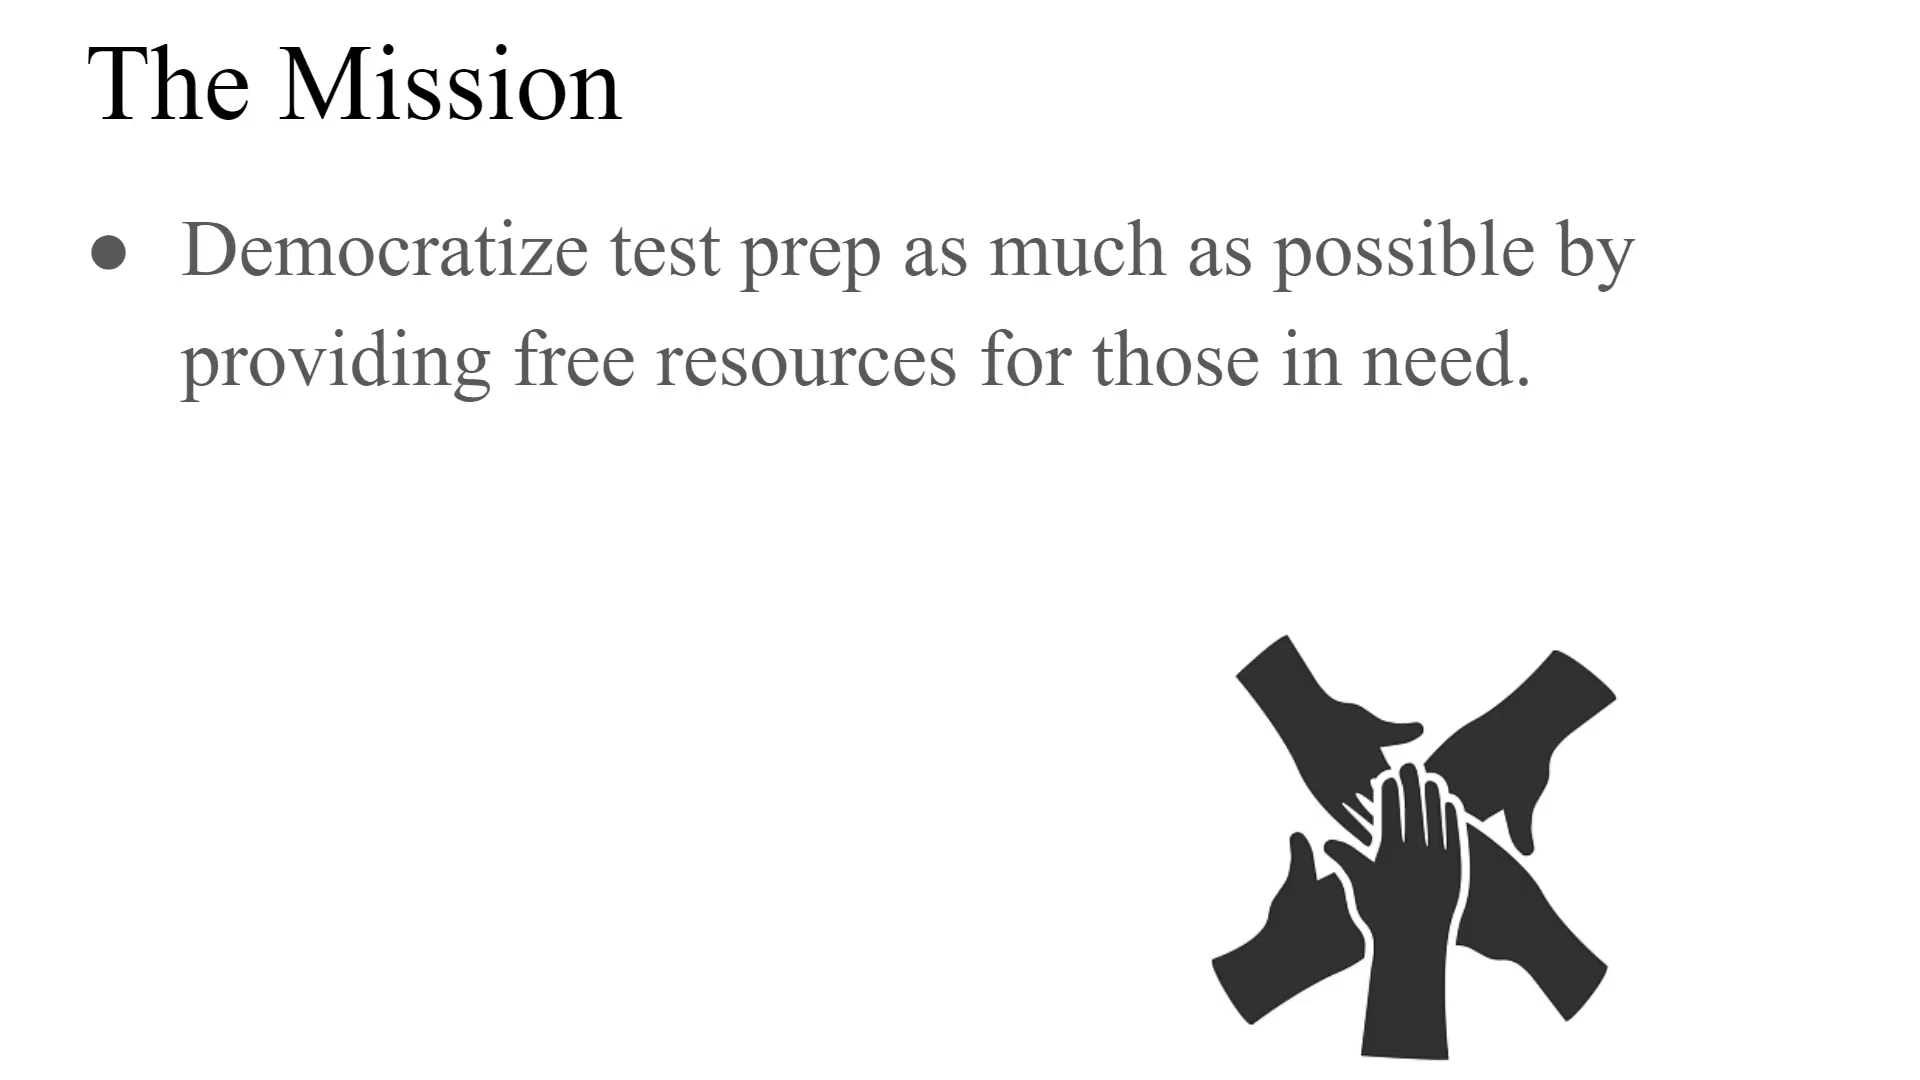 The Mission
● Democratize test prep as much as possible by
providing free resources for those in need.